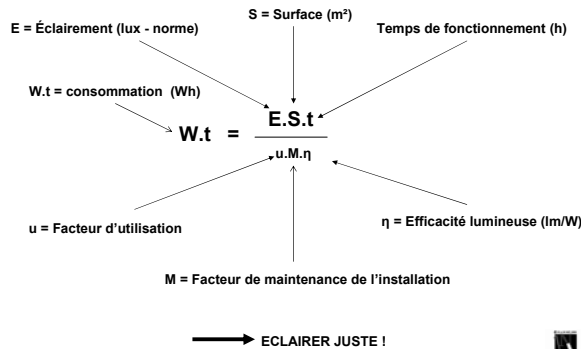 S = Surface (m²)
E = Éclairement (lux - norme)
Temps de fonctionnement (h)
W.t = consommation (Wh)
E.S.t
W.t =
u.M.η
u = Facteur d'utilisation
η = Efficacité lumineuse (lm/W)
M = Facteur de maintenance de l'installation
ECLAIRER JUSTE !